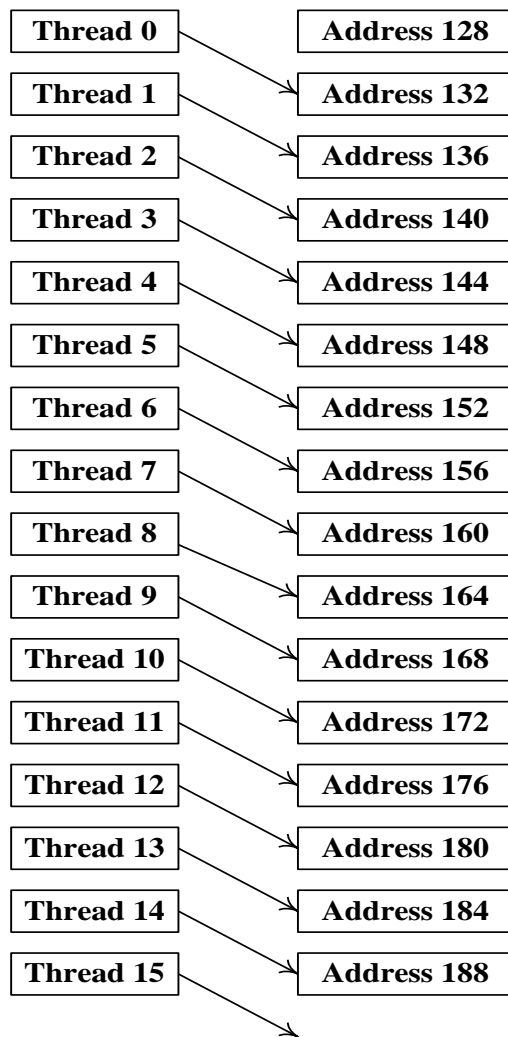 Thread 0 Address 128
Thread 1 Address 132
Thread 2 Address 136
Thread 3 Address 140
Thread 4 Address 144
Thread 5 Address 148
Thread 6 Address 152
Thread 7 Address 156
Thread 8 Address 160
Thread 9 Address 164
Thread 10 Address 168
Thread 11 Address 172
Thread 12 Address 176
Thread 13 Address 180
Thread 14 Address 184
Thread 15 Address 188